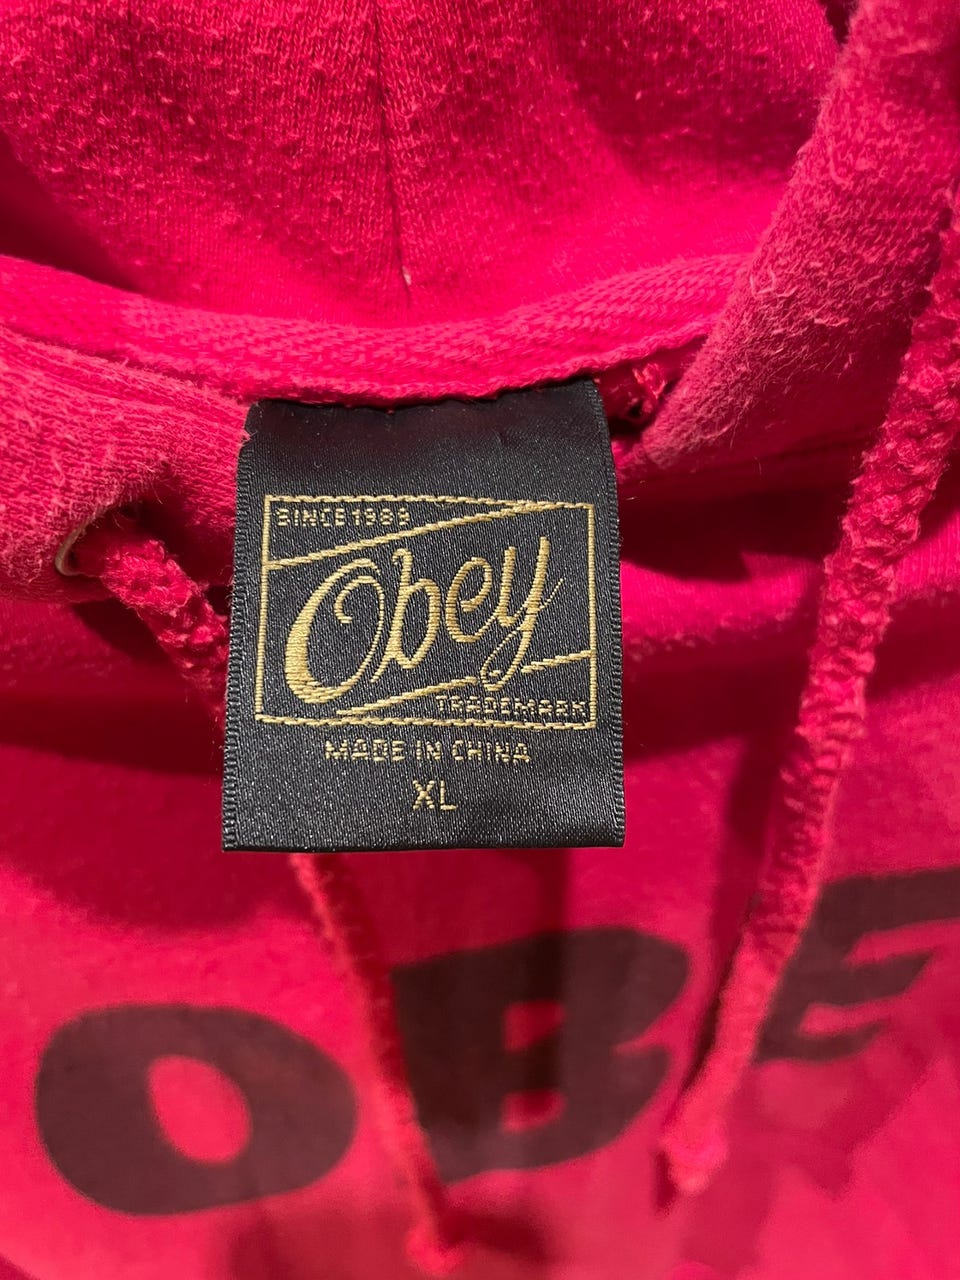 SINCE 1989
Obey
TRADEMARK
MADE IN CHINA
XL
OBE